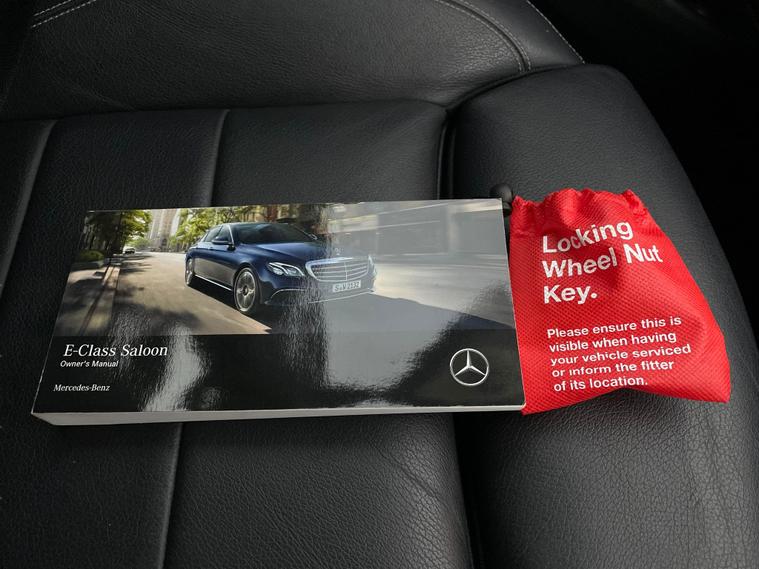 E-Class Saloon
Owner's Manual
Mercedes-Benz
Locking
Wheel Nut
Key.
Please ensure this is
visible when having
your vehicle serviced
or inform the fitter
of its location.